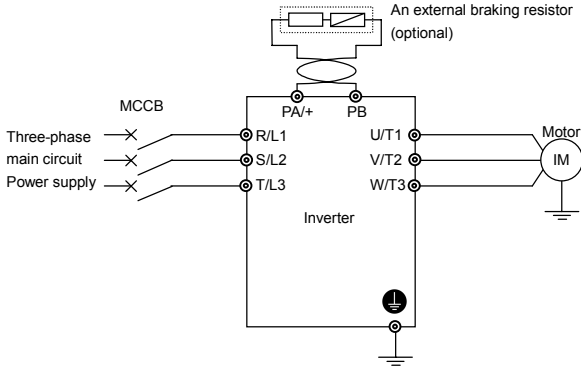 An external braking resistor
(optional)
PA/+ PB
MCCB
Three-phase
main circuit
Power supply
R/L1
S/L2
T/L3
U/T1
V/T2
W/T3
Motor
IM
Inverter